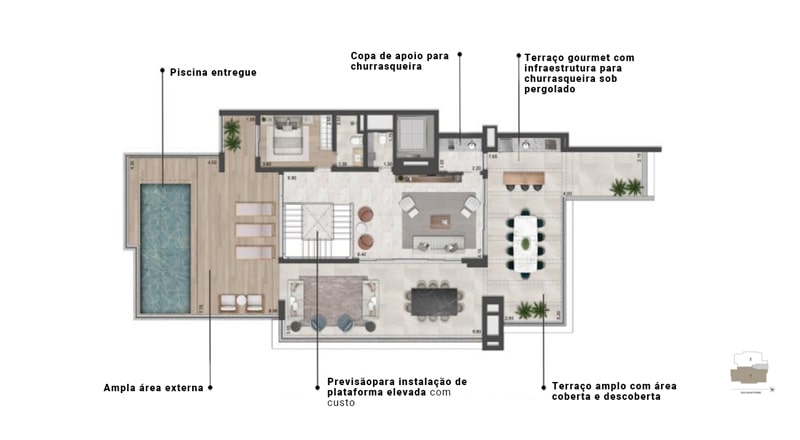 Copa de apoio para
churrasqueira
Terraço gourmet com
infraestrutura para
churrasqueira sob
pergolado
Piscina entregue
Ampla área externa
Previsãopara instalação de
plataforma elevada com
custo
Terraço amplo com área
coberta e descoberta